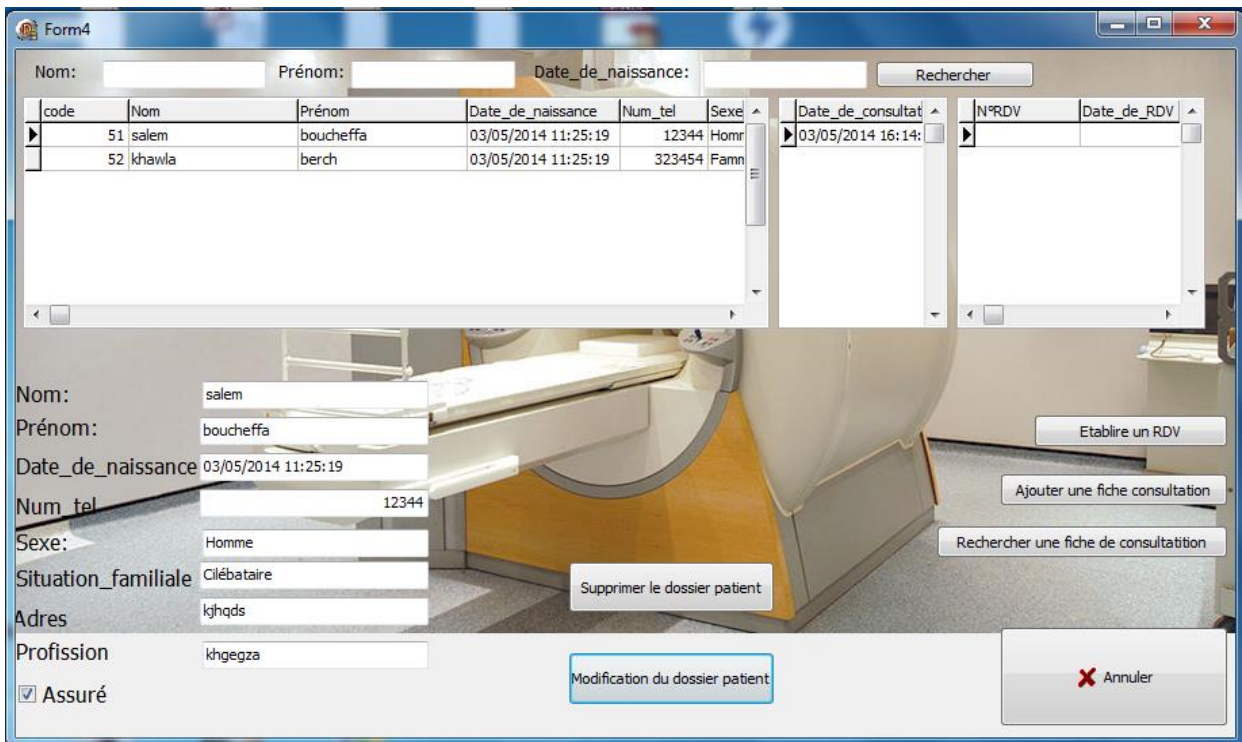 Form4
Nom: Prénom: Date_de_naissance: Rechercher
code Nom Prénom Date_de_naissance Num_tel Sexe Date_de_consultat N°RDV Date_de_RDV
51 salem boucheffa 03/05/2014 11:25:19 12344 Homm 03/05/2014 16:14:
52 khawla berch 03/05/2014 11:25:19 323454 Famm
Nom: salem
Prénom: boucheffa
Etablire un RDV
Date_de_naissance 03/05/2014 11:25:19
Num_tel 12344
Ajouter une fiche consultation
Sexe: Homme
Rechercher une fiche de consultatition
Situation_familiale Cilébataire
Supprimer le dossier patient
Adres kjhqds
Profission khgegza
Modification du dossier patient
Annuler
Assuré